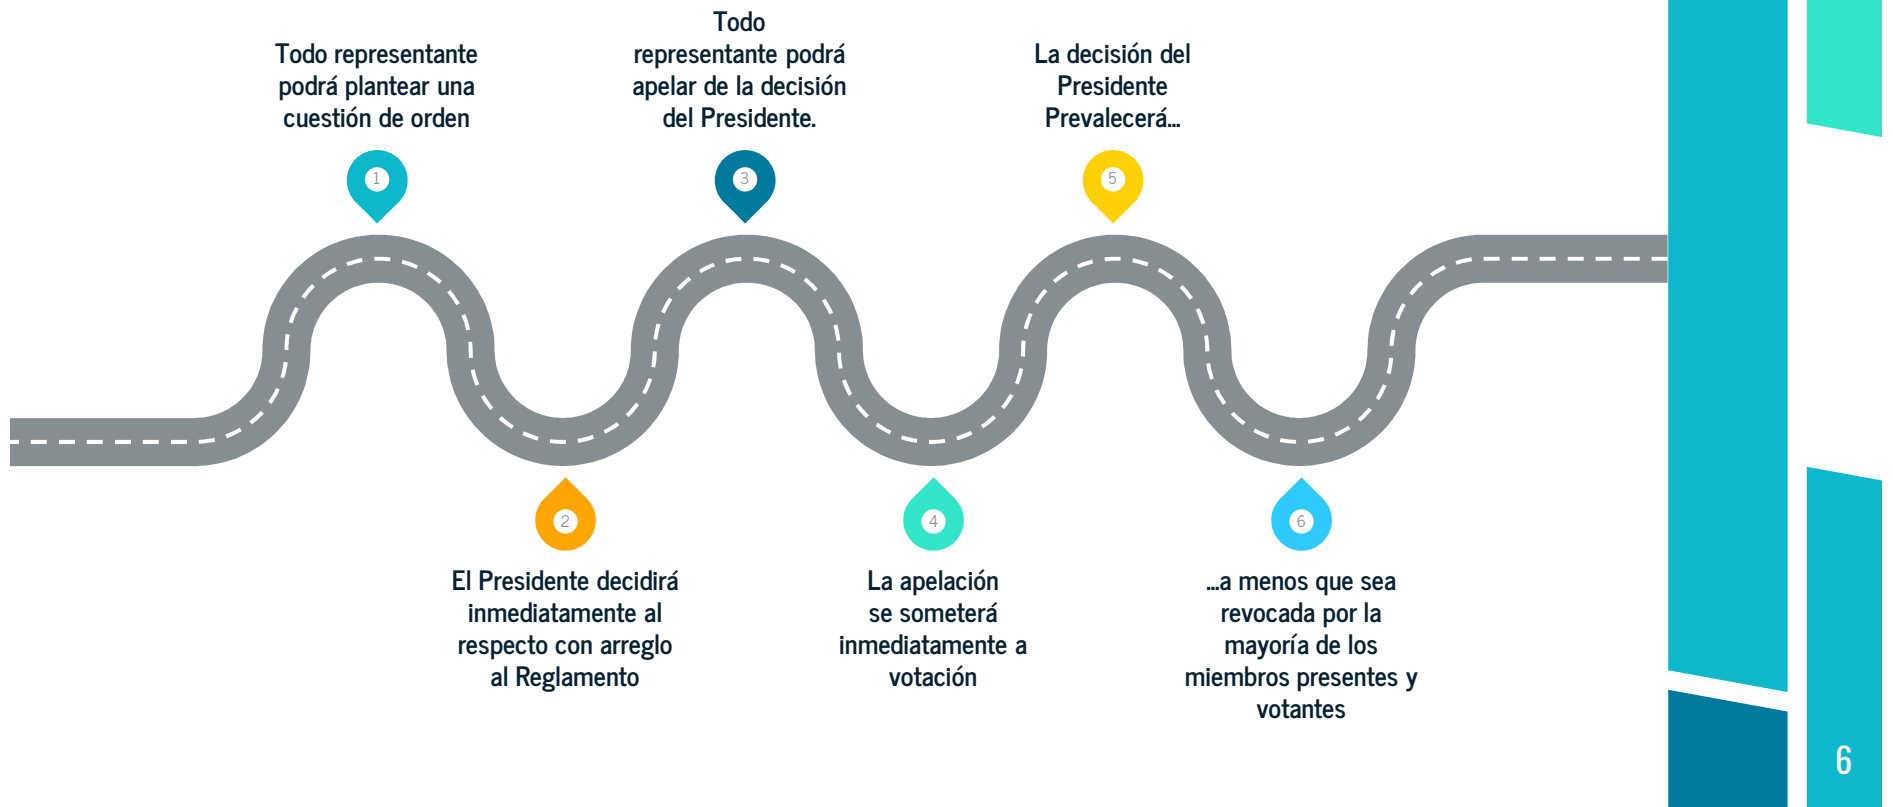 Todo representante
podrá plantear una
cuestión de orden
1
El Presidente decidirá
inmediatamente al
respecto con arreglo
al Reglamento
2
Todo
representante podrá
apelar de la decisión
del Presidente.
3
La apelación
se someterá
inmediatamente a
votación
4
La decisión del
Presidente
Prevalecerá...
5
...a menos que sea
revocada por la
mayoría de los
miembros presentes y
votantes
6
6